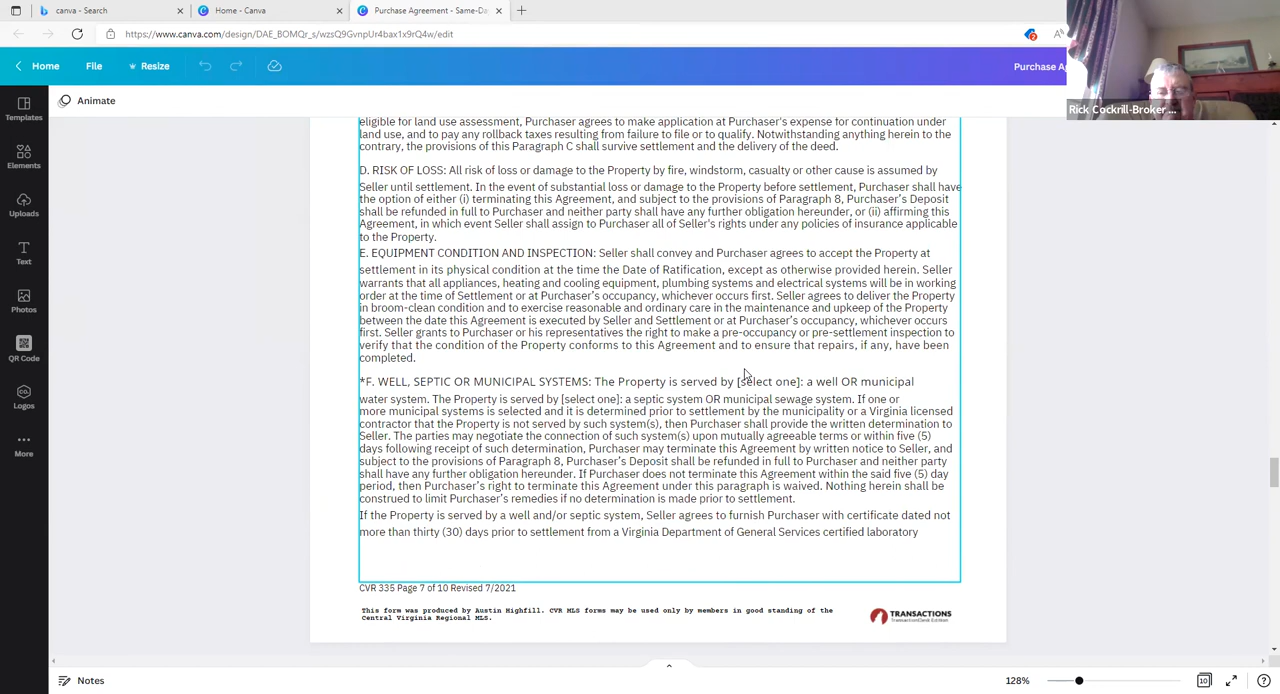 canva - Search
Home - Canva
Purchase Agreement - Same-Da
https://www.canva.com/design/DAE_BOMQr_s/wzsQ9GvnpUr4bax1x9rQ4w/edit
2
Home
File
Resize
Purchase Ag
Rick Cockrill-Broker ...
Templates
Elements
Uploads
Text
Photos
QR Code
Logos
More
Animate
eligible for land use assessment, Purchaser agrees to make application at Purchaser's expense for continuation under
land use, and to pay any rollback taxes resulting from failure to file or to qualify. Notwithstanding anything herein to the
contrary, the provisions of this Paragraph C shall survive settlement and the delivery of the deed.
D. RISK OF LOSS: All risk of loss or damage to the Property by fire, windstorm, casualty or other cause is assumed by
Seller until settlement. In the event of substantial loss or damage to the Property before settlement, Purchaser shall have
the option of either (i) terminating this Agreement, and subject to the provisions of Paragraph 8, Purchaser's Deposit
shall be refunded in full to Purchaser and neither party shall have any further obligation hereunder, or (ii) affirming this
Agreement, in which event Seller shall assign to Purchaser all of Seller's rights under any policies of insurance applicable
to the Property.
E. EQUIPMENT CONDITION AND INSPECTION: Seller shall convey and Purchaser agrees to accept the Property at
settlement in its physical condition at the time the Date of Ratification, except as otherwise provided herein. Seller
warrants that all appliances, heating and cooling equipment, plumbing systems and electrical systems will be in working
order at the time of Settlement or at Purchaser's occupancy, whichever occurs first. Seller agrees to deliver the Property
in broom-clean condition and to exercise reasonable and ordinary care in the maintenance and upkeep of the Property
between the date this Agreement is executed by Seller and Settlement or at Purchaser's occupancy, whichever occurs
first. Seller grants to Purchaser or his representatives the right to make a pre-occupancy or pre-settlement inspection to
verify that the condition of the Property conforms to this Agreement and to ensure that repairs, if any, have been
completed.
*F. WELL, SEPTIC OR MUNICIPAL SYSTEMS: The Property is served by [select one]: a well OR municipal
water system. The Property is served by [select one]: a septic system OR municipal sewage system. If one or
more municipal systems is selected and it is determined prior to settlement by the municipality or a Virginia licensed
contractor that the Property is not served by such system(s), then Purchaser shall provide the written determination to
Seller. The parties may negotiate the connection of such system(s) upon mutually agreeable terms or within five (5)
days following receipt of such determination, Purchaser may terminate this Agreement by written notice to Seller, and
subject to the provisions of Paragraph 8, Purchaser's Deposit shall be refunded in full to Purchaser and neither party
shall have any further obligation hereunder. If Purchaser does not terminate this Agreement within the said five (5) day
period, then Purchaser's right to terminate this Agreement under this paragraph is waived. Nothing herein shall be
construed to limit Purchaser's remedies if no determination is made prior to settlement.
If the Property is served by a well and/or septic system, Seller agrees to furnish Purchaser with certificate dated not
more than thirty (30) days prior to settlement from a Virginia Department of General Services certified laboratory
CVR 335 Page 7 of 10 Revised 7/2021
This form was produced by Austin Highfill. CVR MLS forms may be used only by members in good standing of the
Central Virginia Regional MLS.
TRANSACTIONS
TransactionDesk Edition
Notes
128%
10